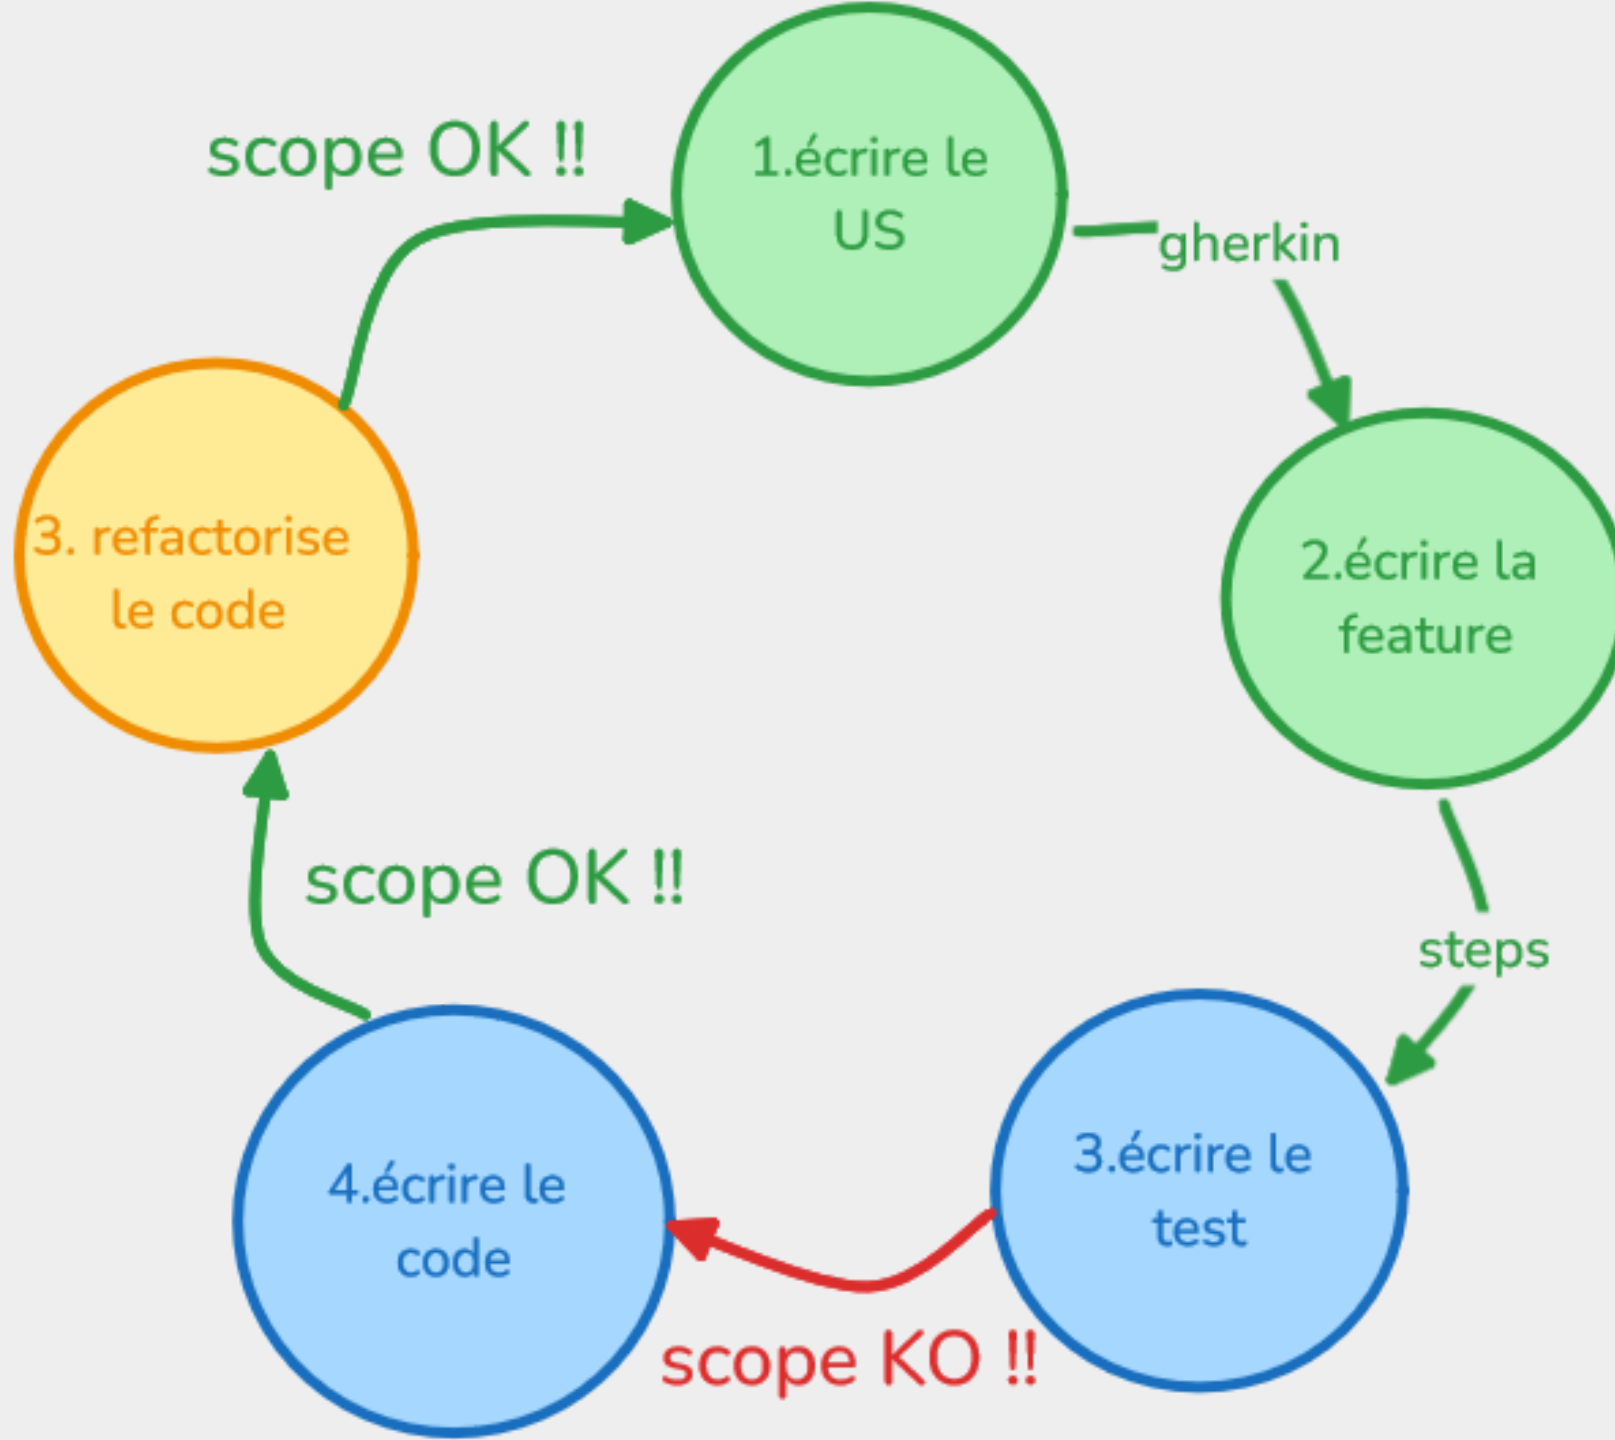 scope OK !!
1.écrire le
US
gherkin
3. refactorise
le code
2.écrire la
feature
scope OK !!
steps
3.écrire le
test
4.écrire le
code
scope KO !!